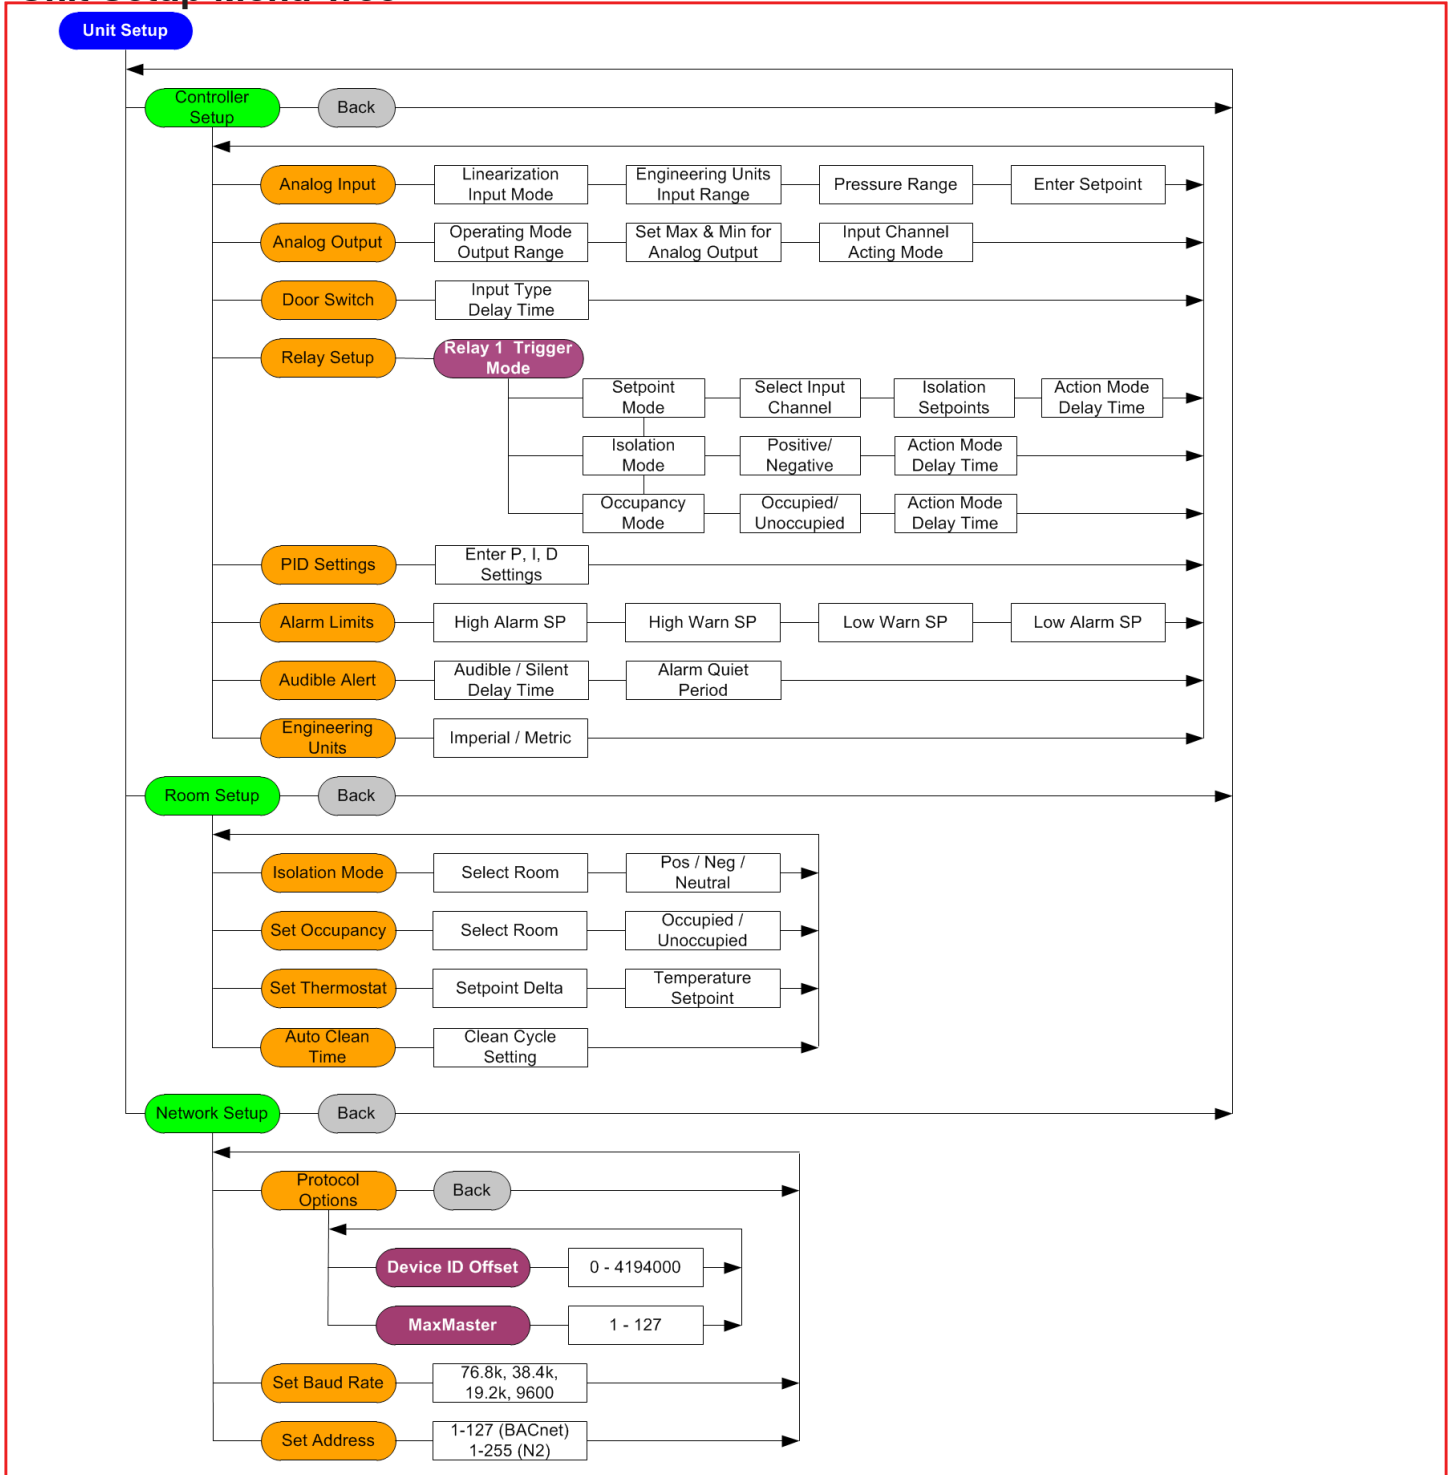 Unit Setup Menu Tree
Unit Setup
Controller
Setup
Back
Analog Input
Linearization
Input Mode
Engineering Units
Input Range
Pressure Range
Enter Setpoint
Analog Output
Operating Mode
Output Range
Set Max & Min for
Analog Output
Input Channel
Acting Mode
Door Switch
Input Type
Delay Time
Relay Setup
Relay 1 Trigger
Mode
Setpoint
Mode
Select Input
Channel
Isolation
Setpoints
Action Mode
Delay Time
Isolation
Mode
Positive/
Negative
Action Mode
Delay Time
Occupancy
Mode
Occupied/
Unoccupied
Action Mode
Delay Time
PID Settings
Enter P, I, D
Settings
Alarm Limits
High Alarm SP
High Warn SP
Low Warn SP
Low Alarm SP
Audible Alert
Audible / Silent
Delay Time
Alarm Quiet
Period
Engineering
Units
Imperial / Metric
Room Setup
Back
Isolation Mode
Select Room
Pos / Neg /
Neutral
Set Occupancy
Select Room
Occupied /
Unoccupied
Set Thermostat
Setpoint Delta
Temperature
Setpoint
Auto Clean
Time
Clean Cycle
Setting
Network Setup
Back
Protocol
Options
Back
Device ID Offset
0 - 4194000
MaxMaster
1 - 127
Set Baud Rate
76.8k, 38.4k,
19.2k, 9600
Set Address
1-127 (BACnet)
1-255 (N2)